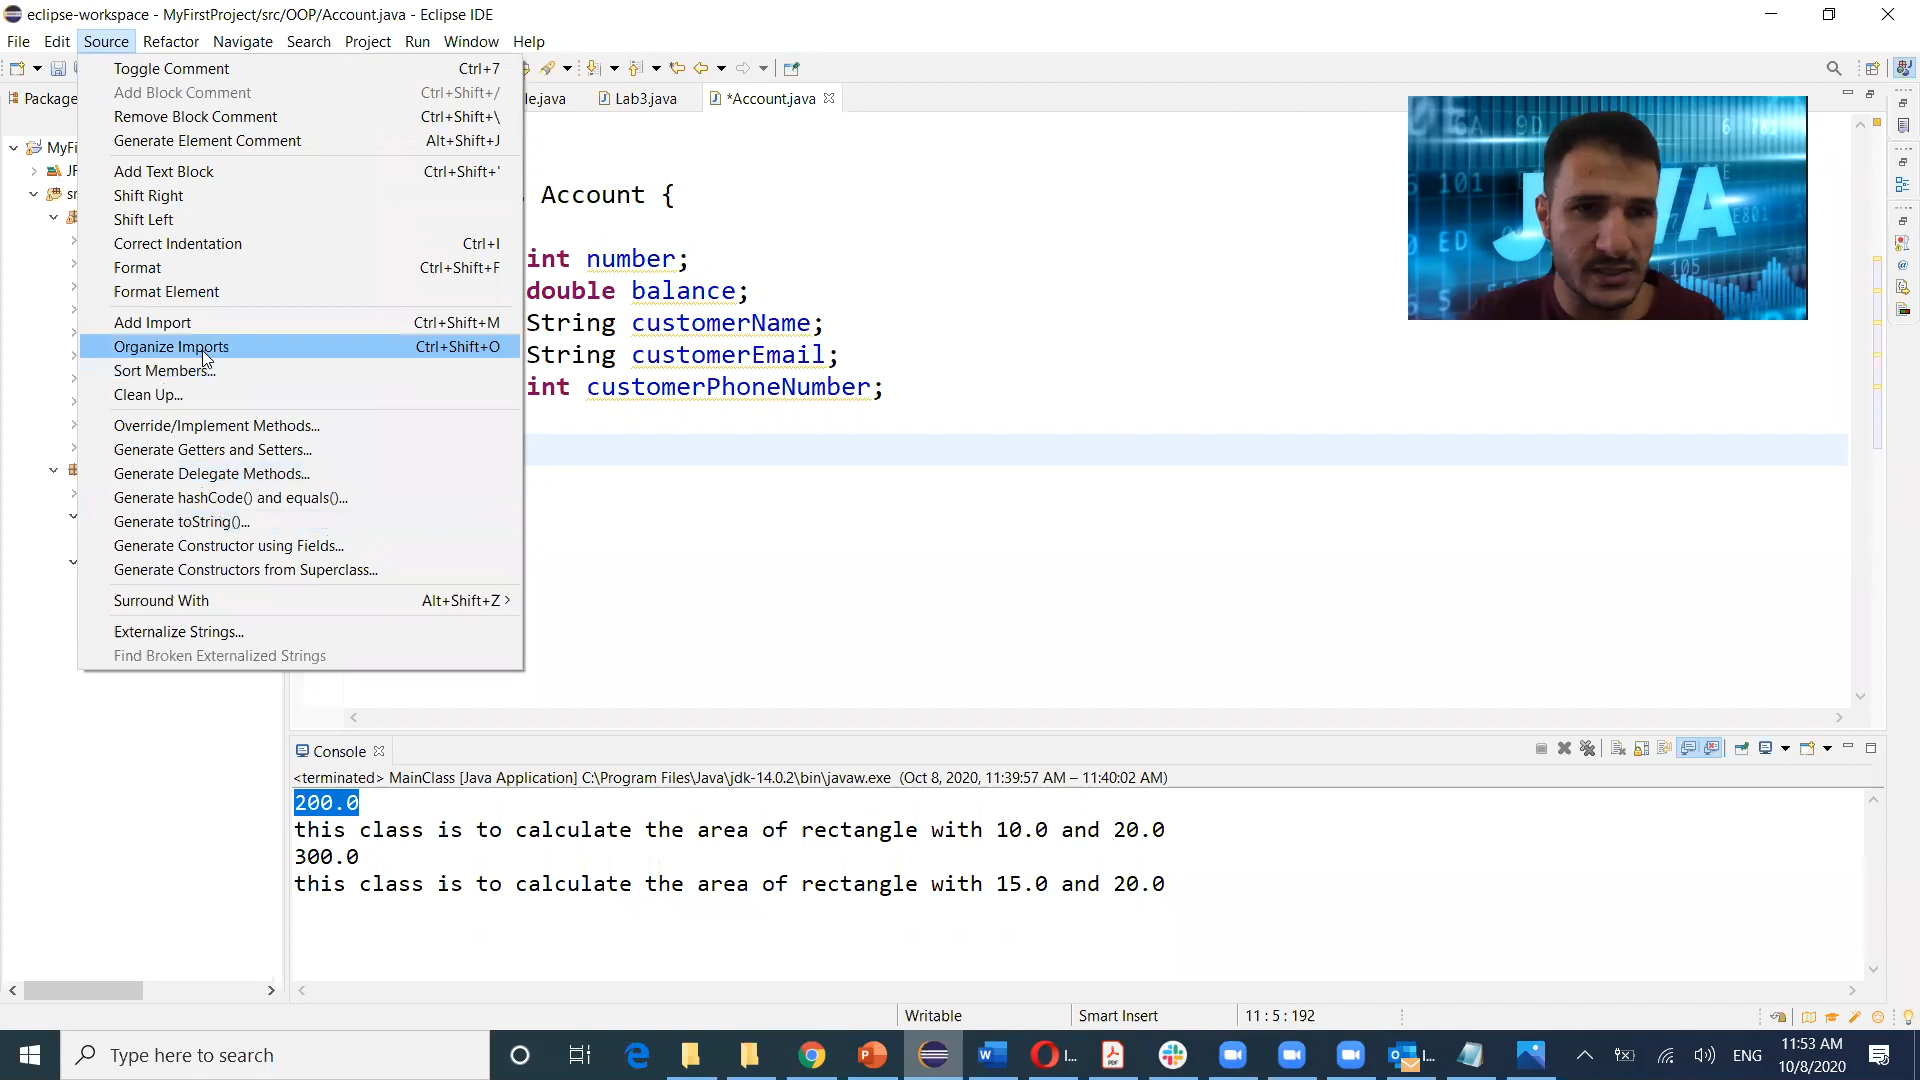 eclipse-workspace - MyFirstProject/src/OOP/Account.java - Eclipse IDE
File Edit Source Refactor Navigate Search Project Run Window Help
Package
le.java
Lab3.java
*Account.java
MyFi
Toggle Comment Ctrl+7
Add Block Comment Ctrl+Shift+/
Remove Block Comment Ctrl+Shift+\
Generate Element Comment Alt+Shift+J
Add Text Block Ctrl+Shift+'
Shift Right
Shift Left
Correct Indentation Ctrl+I
Format Ctrl+Shift+F
Format Element
Add Import Ctrl+Shift+M
Organize Imports Ctrl+Shift+O
Sort Members...
Clean Up...
Override/Implement Methods...
Generate Getters and Setters...
Generate Delegate Methods...
Generate hashCode() and equals()...
Generate toString()...
Generate Constructor using Fields...
Generate Constructors from Superclass...
Surround With Alt+Shift+Z >
Externalize Strings...
Find Broken Externalized Strings
Account {
int number;
double balance;
String customerName;
String customerEmail;
int customerPhoneNumber;
JAVA
Console
<terminated> MainClass [Java Application] C:\Program Files\Java\jdk-14.0.2\bin\javaw.exe (Oct 8, 2020, 11:39:57 AM – 11:40:02 AM)
200.0
this class is to calculate the area of rectangle with 10.0 and 20.0
300.0
this class is to calculate the area of rectangle with 15.0 and 20.0
Writable
Smart Insert
11 : 5 : 192
Type here to search
I...
I...
ENG
11:53 AM
10/8/2020